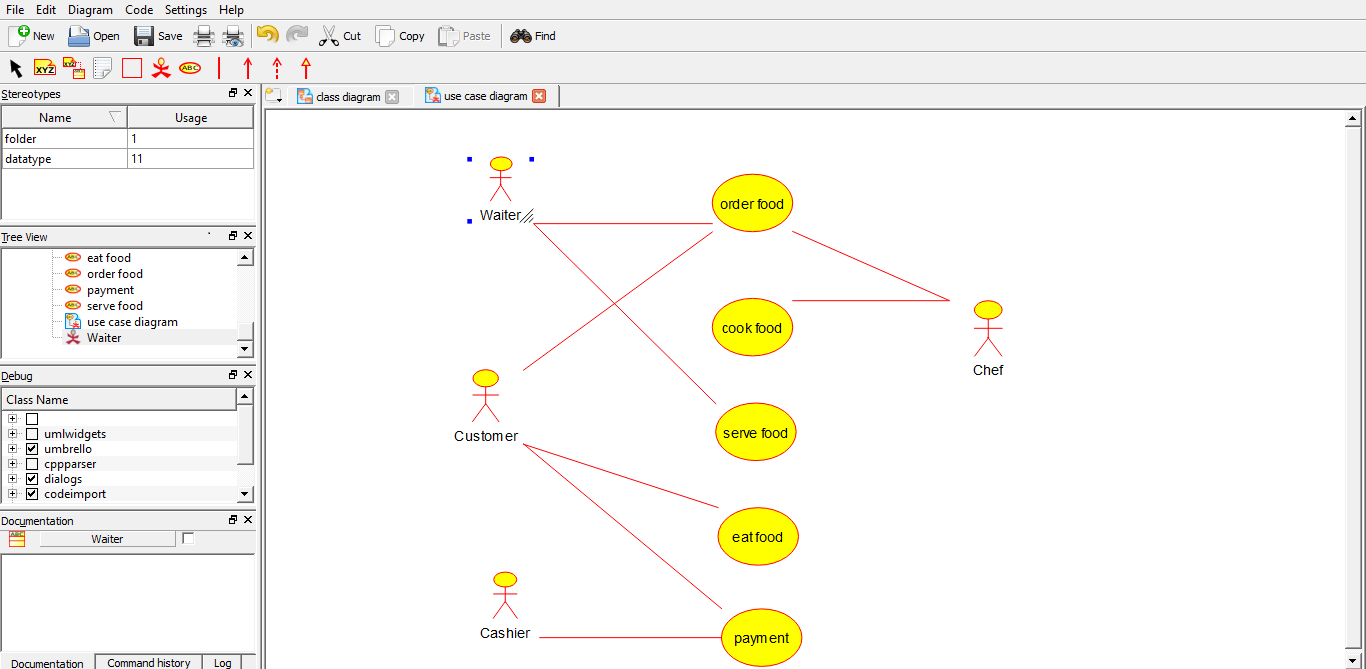 File Edit Diagram Code Settings Help
New Open Save Cut Copy Paste Find
XYZ XYZ ABC
Stereotypes
class diagram use case diagram
Name Usage
folder 1
datatype 11
Tree View
eat food
order food
payment
serve food
use case diagram
Waiter
Debug
Class Name
umlwidgets
umbrello
cppparser
dialogs
codeimport
Documentation
ABC Waiter
Documentation Command history Log
Waiter
order food
cook food
Chef
Customer
serve food
eat food
Cashier
payment